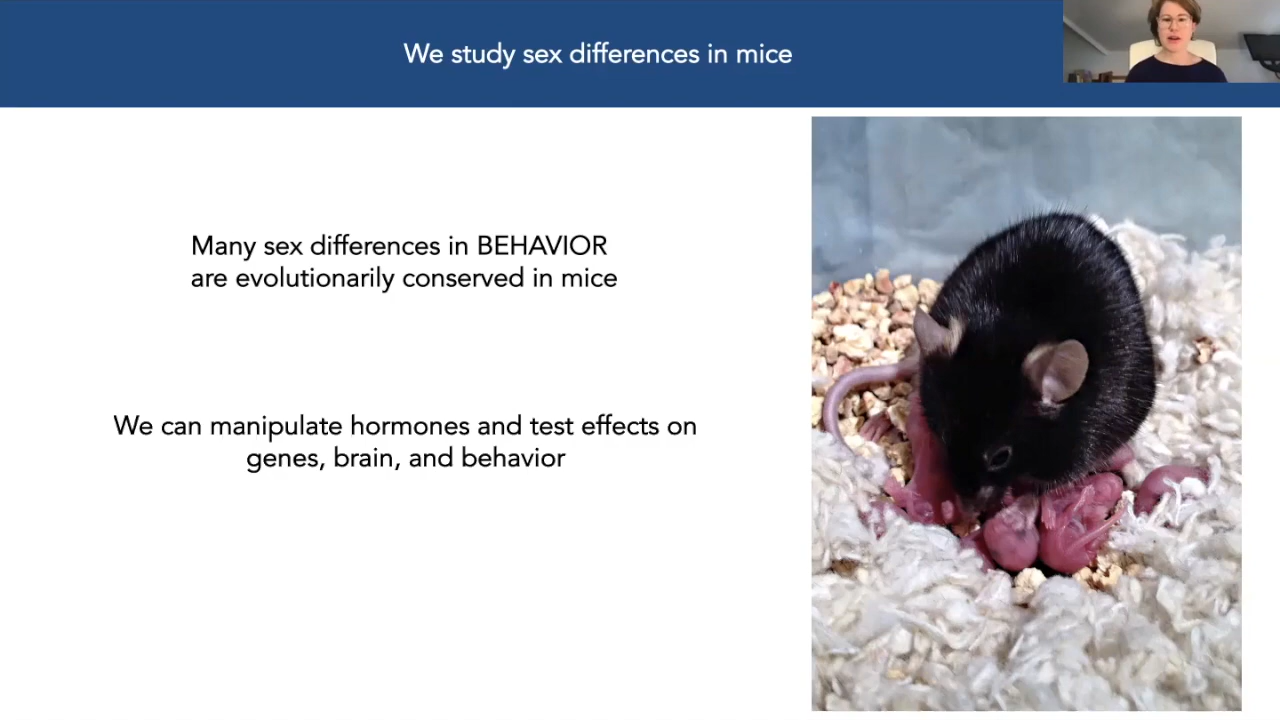 We study sex differences in mice
Many sex differences in BEHAVIOR
are evolutionarily conserved in mice
We can manipulate hormones and test effects on
genes, brain, and behavior